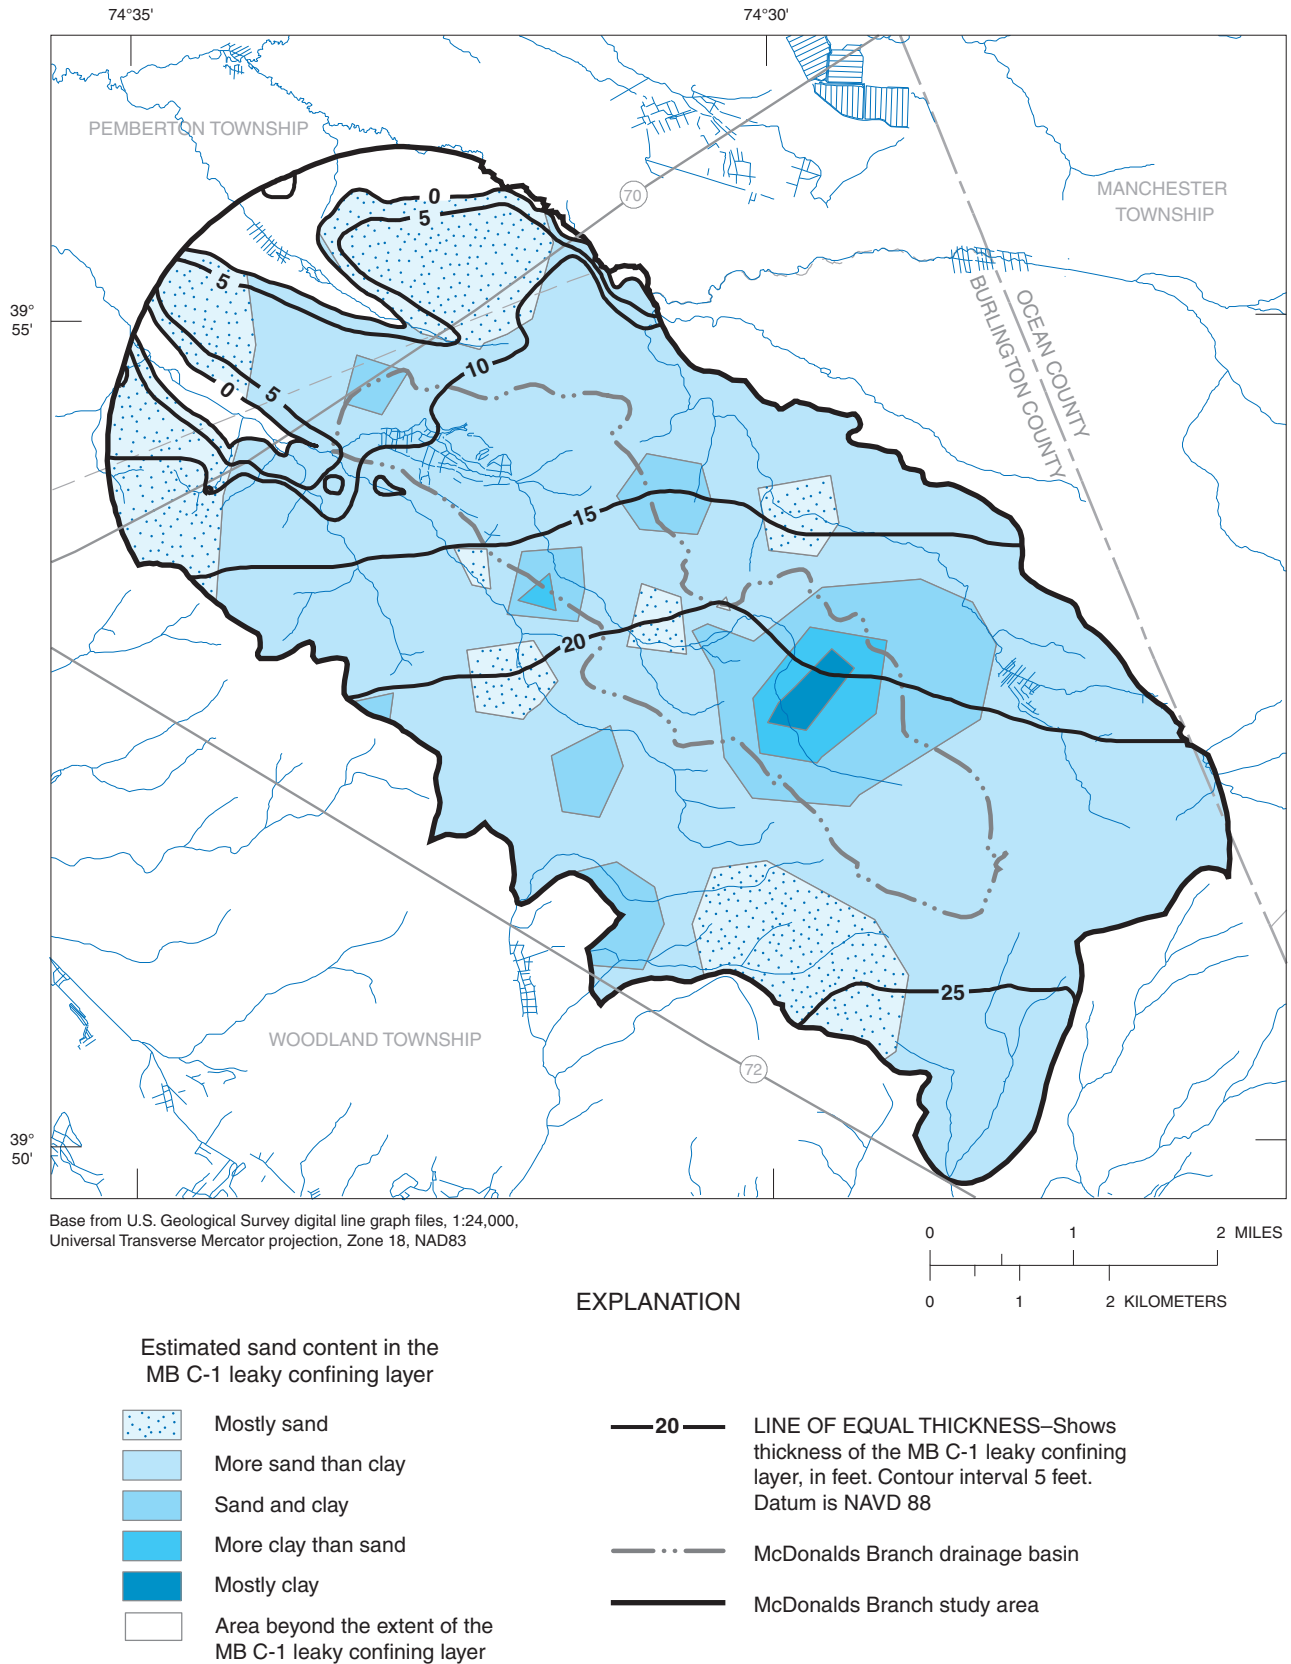 74°35'
74°30'
PEMBERTON TOWNSHIP
MANCHESTER
TOWNSHIP
70
0
5
5
39°
55'
OCEAN COUNTY
BURLINGTON COUNTY
10
0
5
15
20
25
WOODLAND TOWNSHIP
72
39°
50'
Base from U.S. Geological Survey digital line graph files, 1:24,000,
Universal Transverse Mercator projection, Zone 18, NAD83
0 1 2 MILES
0 1 2 KILOMETERS
EXPLANATION
Estimated sand content in the
MB C-1 leaky confining layer
Mostly sand
More sand than clay
Sand and clay
More clay than sand
Mostly clay
Area beyond the extent of the
MB C-1 leaky confining layer
20
LINE OF EQUAL THICKNESS–Shows
thickness of the MB C-1 leaky confining
layer, in feet. Contour interval 5 feet.
Datum is NAVD 88
McDonalds Branch drainage basin
McDonalds Branch study area